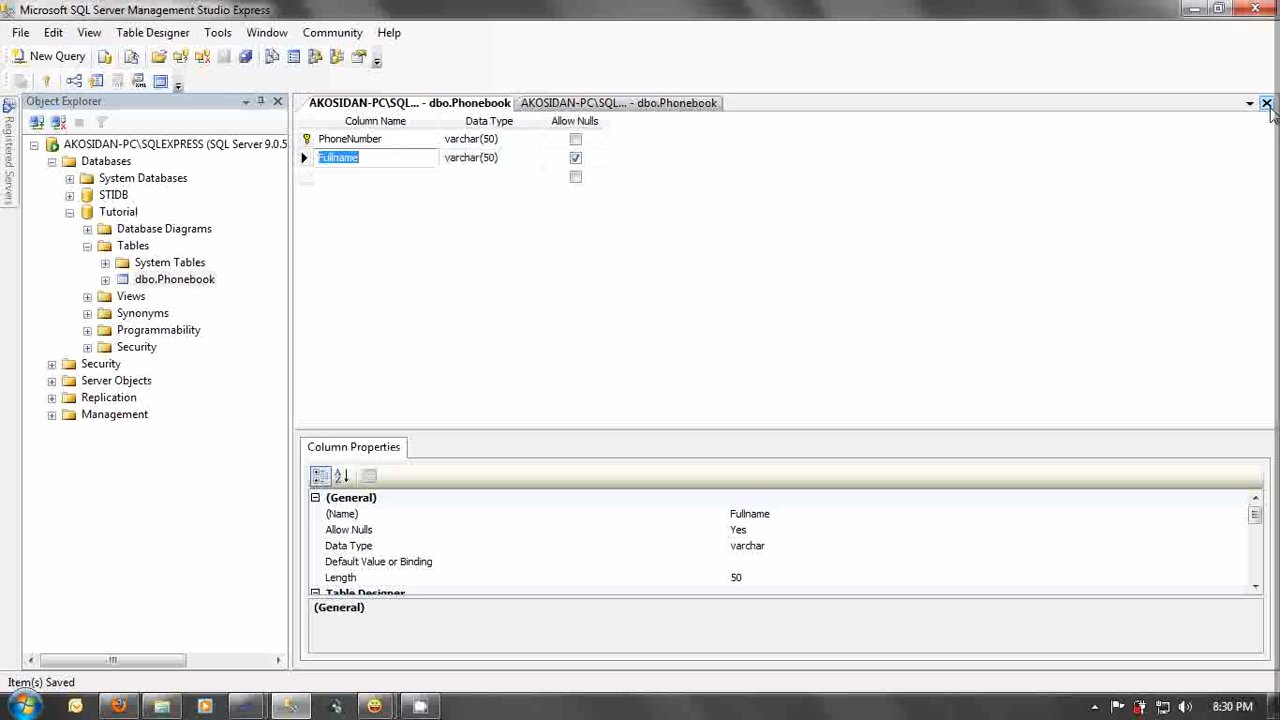 Microsoft SQL Server Management Studio Express
File Edit View Table Designer Tools Window Community Help
New Query
Registered Servers
Object Explorer
AKOSIDAN-PC\SQLEXPRESS (SQL Server 9.0.5
Databases
System Databases
STIDB
Tutorial
Database Diagrams
Tables
System Tables
dbo.Phonebook
Views
Synonyms
Programmability
Security
Security
Server Objects
Replication
Management
AKOSIDAN-PC\SQL... - dbo.Phonebook AKOSIDAN-PC\SQL... - dbo.Phonebook
Column Name Data Type Allow Nulls
PhoneNumber varchar(50)
Fullname varchar(50)
Column Properties
(General)
(Name) Fullname
Allow Nulls Yes
Data Type varchar
Default Value or Binding
Length 50
Table Designer
(General)
Item(s) Saved
8:30 PM